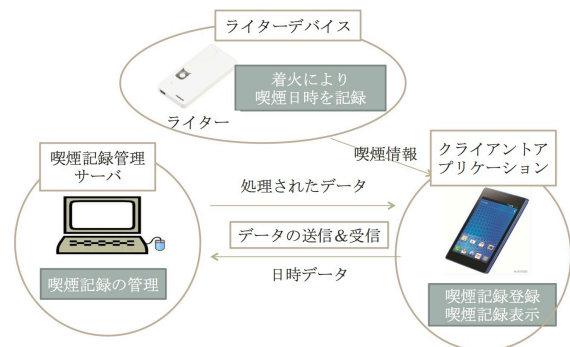 ライターデバイス
着火により
喫煙日時を記録
ライター
喫煙情報
クライアントア
プリケーション
喫煙記録管理
サーバ
処理されたデータ
データの送信&受信
日時データ
喫煙記録の管理
喫煙記録登録
喫煙記録表示